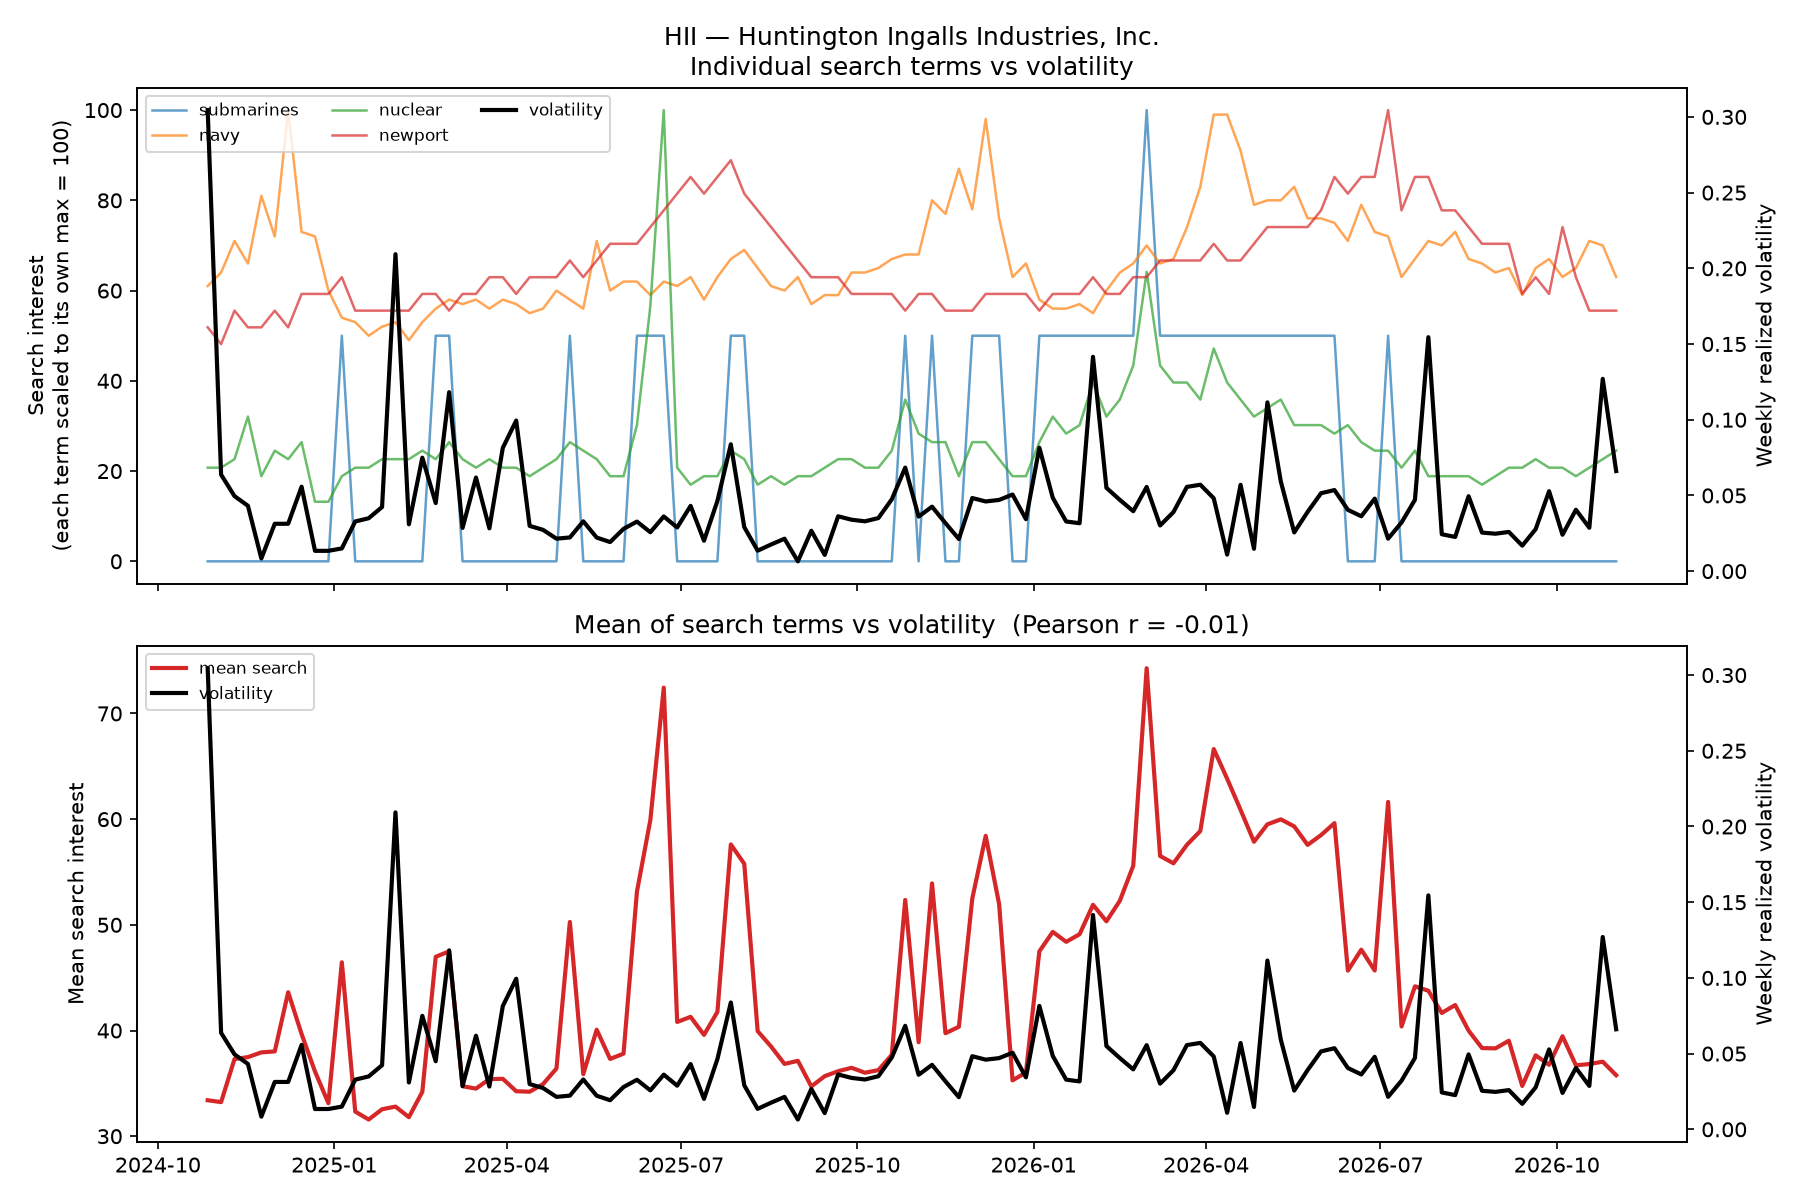 HII — Huntington Ingalls Industries, Inc.
Individual search terms vs volatility
submarines
navy
nuclear
newport
volatility
Search interest
(each term scaled to its own max = 100)
100
80
60
40
20
0
Weekly realized volatility
0.30
0.25
0.20
0.15
0.10
0.05
0.00
Mean of search terms vs volatility (Pearson r = -0.01)
mean search
volatility
Mean search interest
70
60
50
40
30
Weekly realized volatility
0.30
0.25
0.20
0.15
0.10
0.05
0.00
2024-10
2025-01
2025-04
2025-07
2025-10
2026-01
2026-04
2026-07
2026-10